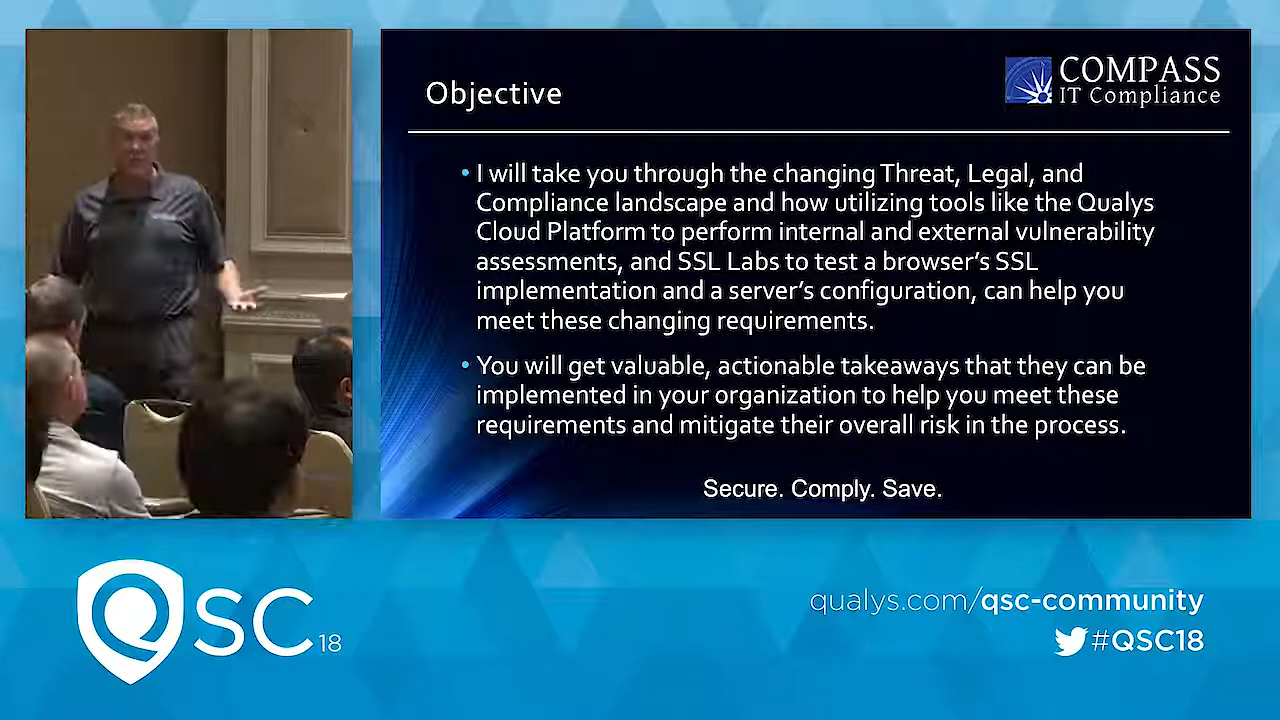 Objective
COMPASS
IT Compliance
• I will take you through the changing Threat, Legal, and
Compliance landscape and how utilizing tools like the Qualys
Cloud Platform to perform internal and external vulnerability
assessments, and SSL Labs to test a browser's SSL
implementation and a server's configuration, can help you
meet these changing requirements.
• You will get valuable, actionable takeaways that they can be
implemented in your organization to help you meet these
requirements and mitigate their overall risk in the process.
Secure. Comply. Save.
QSC18
qualys.com/qsc-community
#QSC18